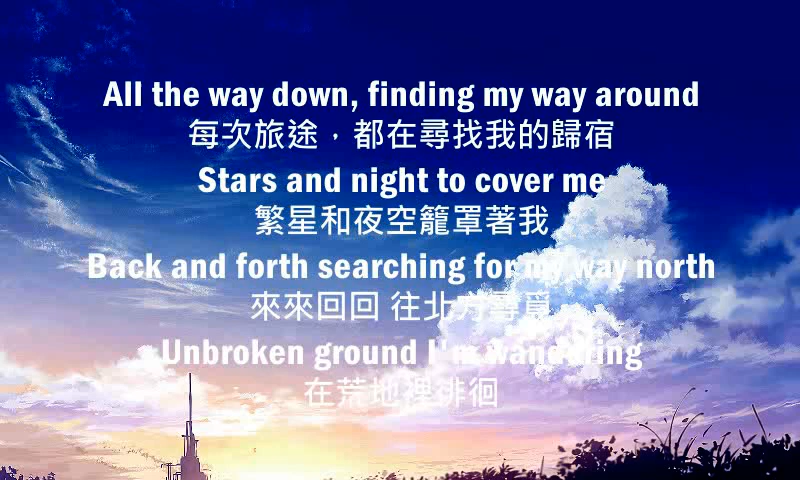 All the way down, finding my way around
每次旅途，都在尋找我的歸宿
Stars and night to cover me
繁星和夜空籠罩著我
Back and forth searching for my way north
來來回回 往北方尋覓
Unbroken ground I'm wandering
在荒地裡徘徊